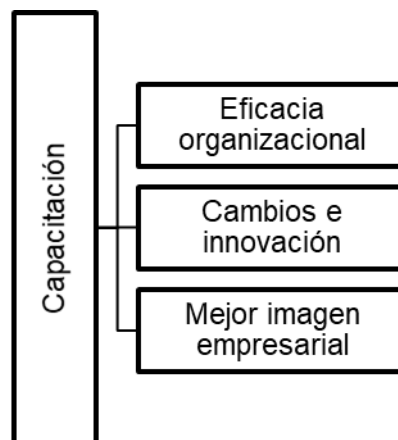 Capacitación
Eficacia
organizacional
Cambios e
innovación
Mejor imagen
empresarial